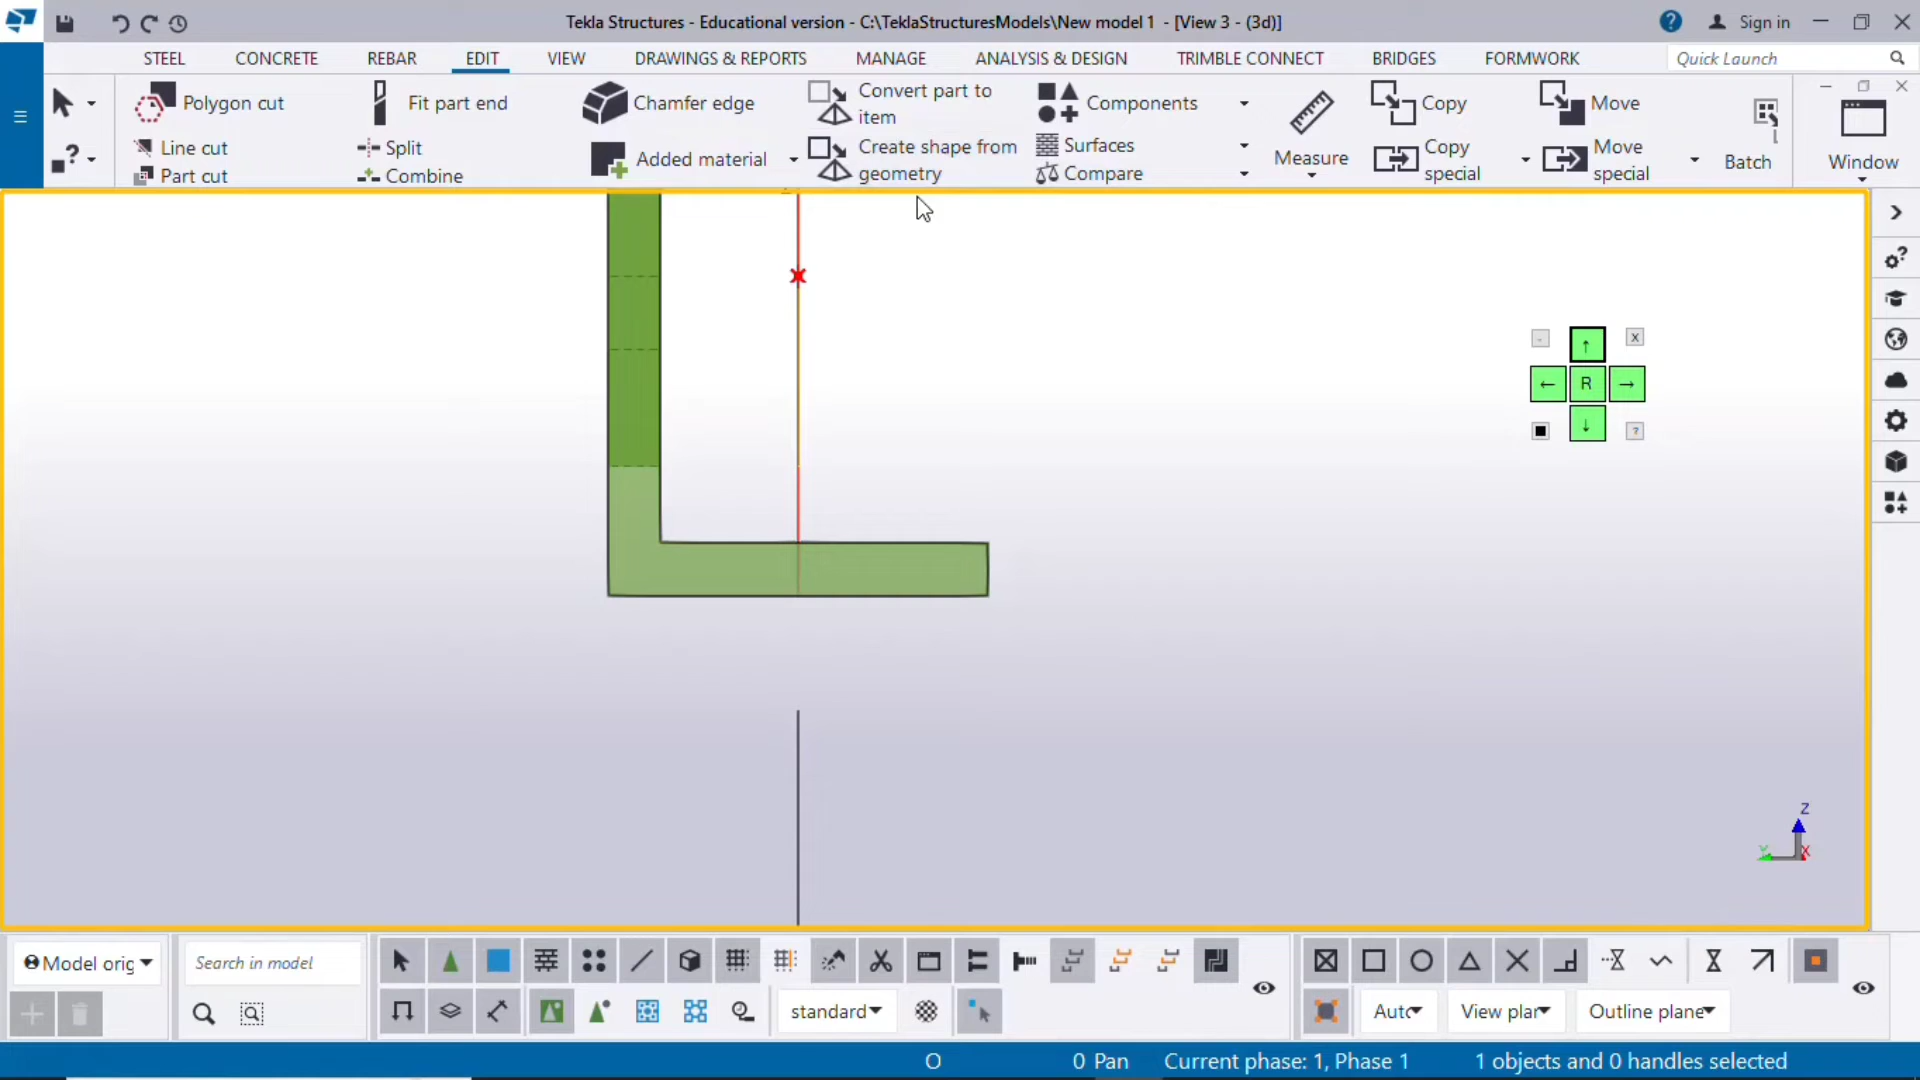 Tekla Structures - Educational version - C:\TeklaStructuresModels\New model 1 - [View 3 - (3d)]
? Sign in
STEEL CONCRETE REBAR EDIT VIEW DRAWINGS & REPORTS MANAGE ANALYSIS & DESIGN TRIMBLE CONNECT BRIDGES FORMWORK Quick Launch
Polygon cut
Line cut
Part cut
Fit part end
Split
Combine
Chamfer edge
Added material
Convert part to
item
Create shape from
geometry
Components
Surfaces
Compare
Measure
Copy
Copy
special
Move
Move
special
Batch
Window
X
R
?
Z
Y X
Model orig
Search in model
standard
Auto
View plan
Outline plane
O 0 Pan Current phase: 1, Phase 1 1 objects and 0 handles selected